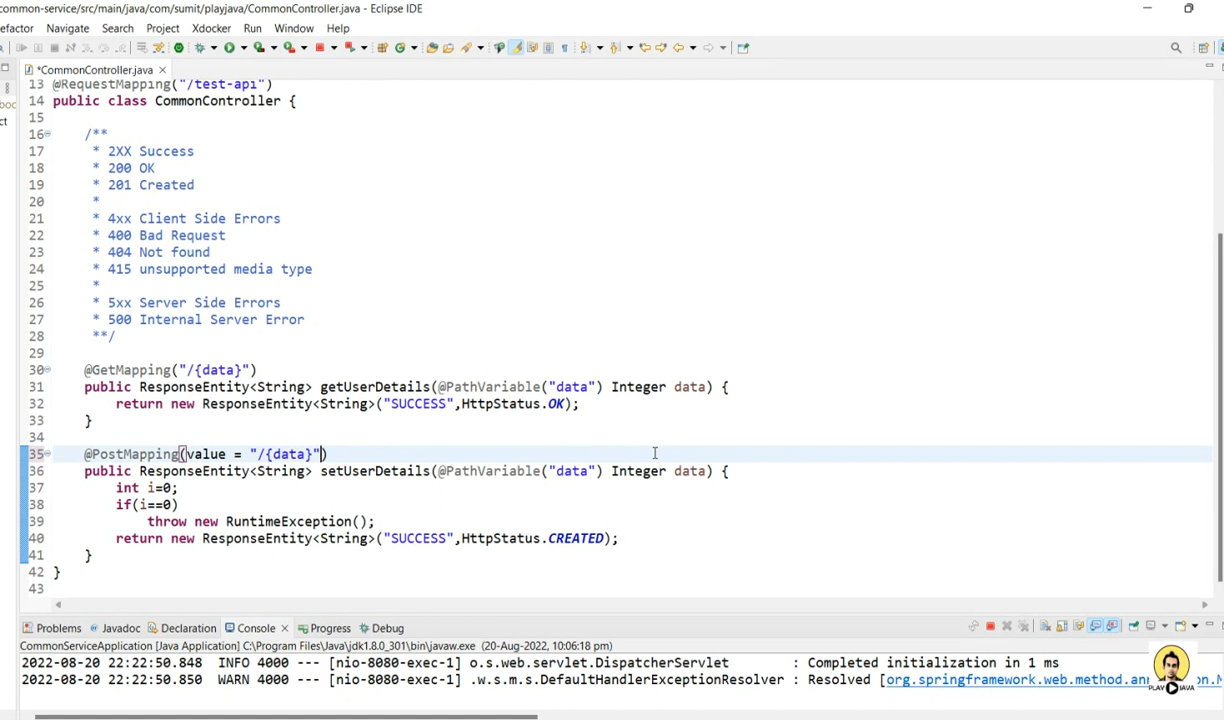 common-service/src/main/java/com/sumit/playjava/CommonController.java - Eclipse IDE
efactor Navigate Search Project Xdocker Run Window Help
*CommonController.java
13 @RequestMapping("/test-api")
14 public class CommonController {
15
16 /**
17 * 2XX Success
18 * 200 OK
19 * 201 Created
20 *
21 * 4xx Client Side Errors
22 * 400 Bad Request
23 * 404 Not found
24 * 415 unsupported media type
25 *
26 * 5xx Server Side Errors
27 * 500 Internal Server Error
28 **/
29
30 @GetMapping("/{data}")
31 public ResponseEntity<String> getUserDetails(@PathVariable("data") Integer data) {
32 return new ResponseEntity<String>("SUCCESS",HttpStatus.OK);
33 }
34
35 @PostMapping(value = "/{data}")
36 public ResponseEntity<String> setUserDetails(@PathVariable("data") Integer data) {
37 int i=0;
38 if(i==0)
39 throw new RuntimeException();
40 return new ResponseEntity<String>("SUCCESS",HttpStatus.CREATED);
41 }
42 }
43
Problems Javadoc Declaration Console Progress Debug
CommonServiceApplication [Java Application] C:\Program Files\Java\jdk1.8.0_301\bin\javaw.exe (20-Aug-2022, 10:06:18 pm)
2022-08-20 22:22:50.848 INFO 4000 --- [nio-8080-exec-1] o.s.web.servlet.DispatcherServlet : Completed initialization in 1 ms
2022-08-20 22:22:50.850 WARN 4000 --- [nio-8080-exec-1] .w.s.m.s.DefaultHandlerExceptionResolver : Resolved [org.springframework.web.method.ann
PLAY JAVA